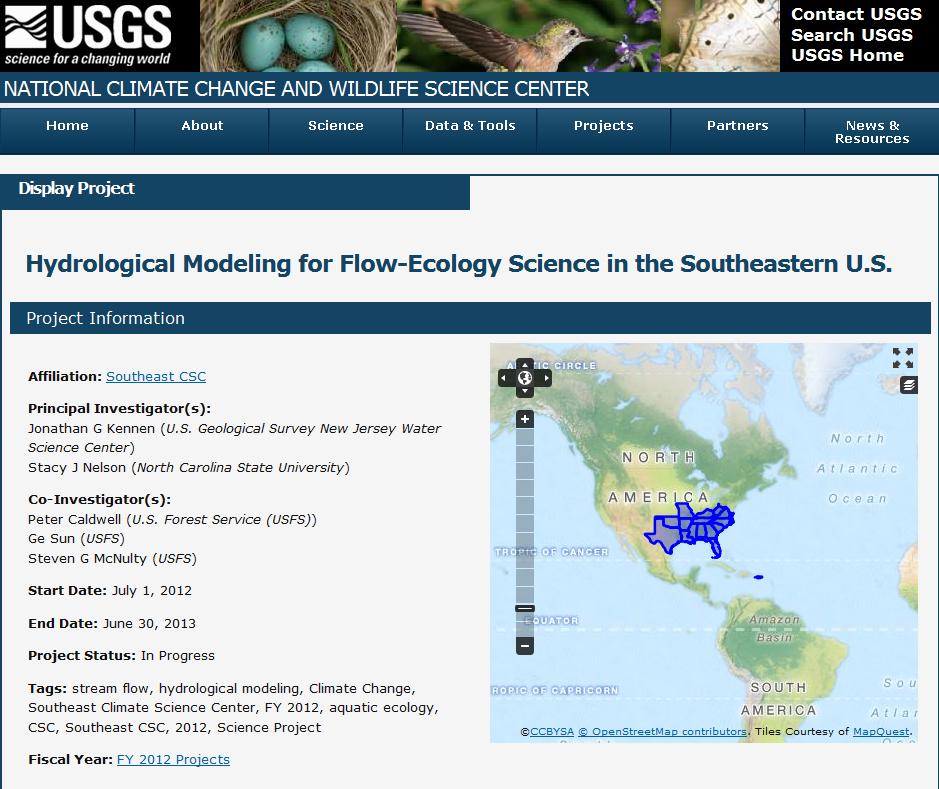 USGS
science for a changing world
Contact USGS
Search USGS
USGS Home
NATIONAL CLIMATE CHANGE AND WILDLIFE SCIENCE CENTER
Home
About
Science
Data & Tools
Projects
Partners
News &
Resources
Display Project
Hydrological Modeling for Flow-Ecology Science in the Southeastern U.S.
Project Information
Affiliation: Southeast CSC
Principal Investigator(s):
Jonathan G Kennen (U.S. Geological Survey New Jersey Water
Science Center)
Stacy J Nelson (North Carolina State University)
Co-Investigator(s):
Peter Caldwell (U.S. Forest Service (USFS))
Ge Sun (USFS)
Steven G McNulty (USFS)
Start Date: July 1, 2012
End Date: June 30, 2013
Project Status: In Progress
Tags: stream flow, hydrological modeling, Climate Change,
Southeast Climate Science Center, FY 2012, aquatic ecology,
CSC, Southeast CSC, 2012, Science Project
Fiscal Year: FY 2012 Projects
CIRCLE
North
Atlantic
Ocean
NORTH
AMERICA
TROPIC OF CANCER
EQUATOR
Amazon
Basin
ROPIC OF CAPRICORN
SOUTH
AMERICA
Sou
Atlar
©CCBYSA © OpenStreetMap contributors. Tiles Courtesy of MapQuest.